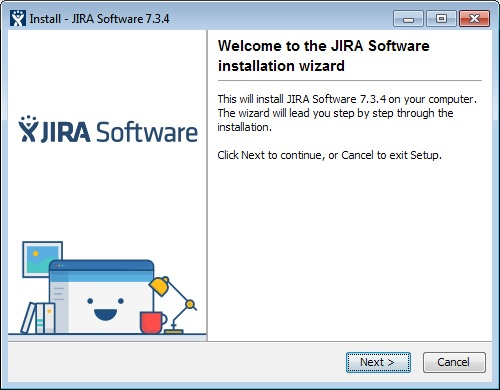 Install - JIRA Software 7.3.4
JIRA Software
Welcome to the JIRA Software
installation wizard
This will install JIRA Software 7.3.4 on your computer.
The wizard will lead you step by step through the
installation.
Click Next to continue, or Cancel to exit Setup.
Next >
Cancel